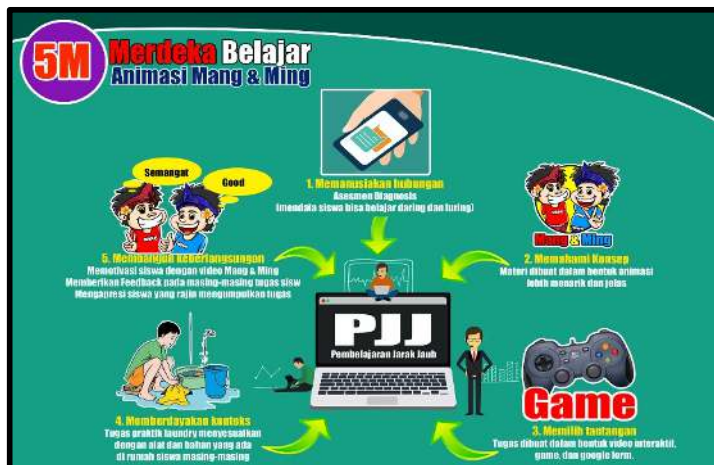 5M
Merdeka Belajar
Animasi Mang & Ming
1. Memanusiakan hubungan
Asesmen Diagnosis
(mendata siswa bisa belajar daring dan luring)
Semangat
Good
Mang & Ming
2. Memahami Konsep
Materi dibuat dalam bentuk animasi
lebih menarik dan jelas
5. Membangun keberlangsungan
Memotivasi siswa dengan video Mang & Ming
Memberikan Feedback pada masing-masing tugas sisw
Mengapresi siswa yang rajin mengumpulkan tugas
PJJ
Pembelajaran Jarak Jauh
Game
3. Memilih tantangan
Tugas dibuat dalam bentuk video interaktif,
game, dan google form.
4. Memberdayakan konteks
Tugas praktik laundry menyesuaikan
dengan alat dan bahan yang ada
di rumah siswa masing-masing